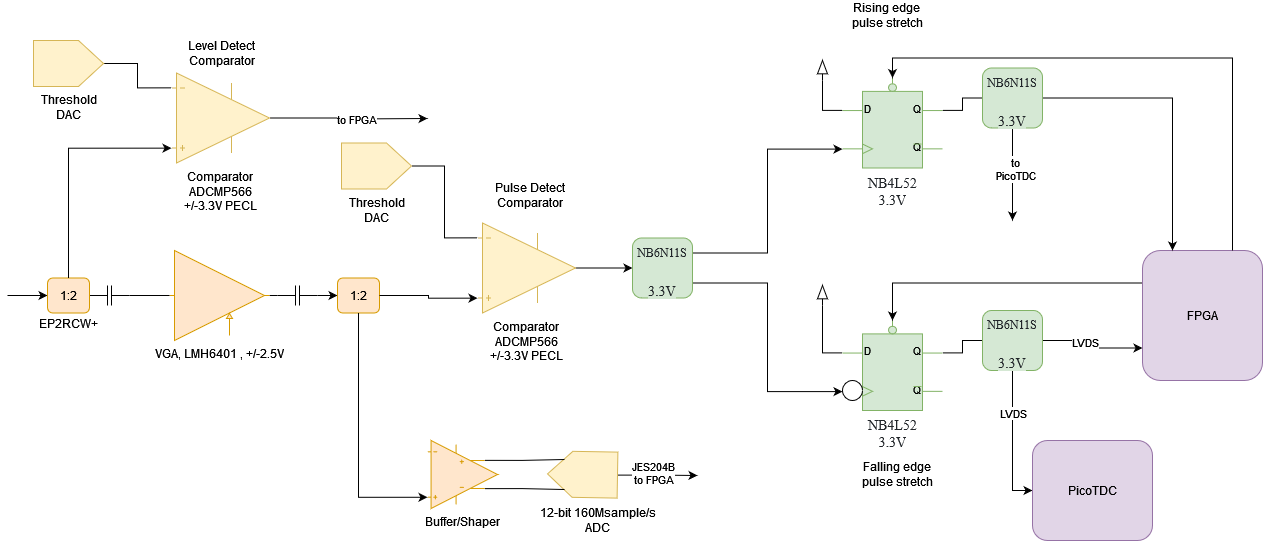 Rising edge
pulse stretch
Level Detect
Comparator
Threshold
DAC
−
+
to FPGA
Comparator
ADCMP566
+/-3.3V PECL
D
Q
Q
NB4L52
3.3V
NB6N11S
3.3V
to
PicoTDC
Threshold
DAC
Pulse Detect
Comparator
−
+
Comparator
ADCMP566
+/-3.3V PECL
NB6N11S
3.3V
1:2
EP2RCW+
VGA, LMH6401 , +/-2.5V
1:2
D
Q
Q
NB4L52
3.3V
Falling edge
pulse stretch
NB6N11S
3.3V
LVDS
LVDS
FPGA
PicoTDC
−
+
+
−
Buffer/Shaper
12-bit 160Msample/s
ADC
JES204B
to FPGA